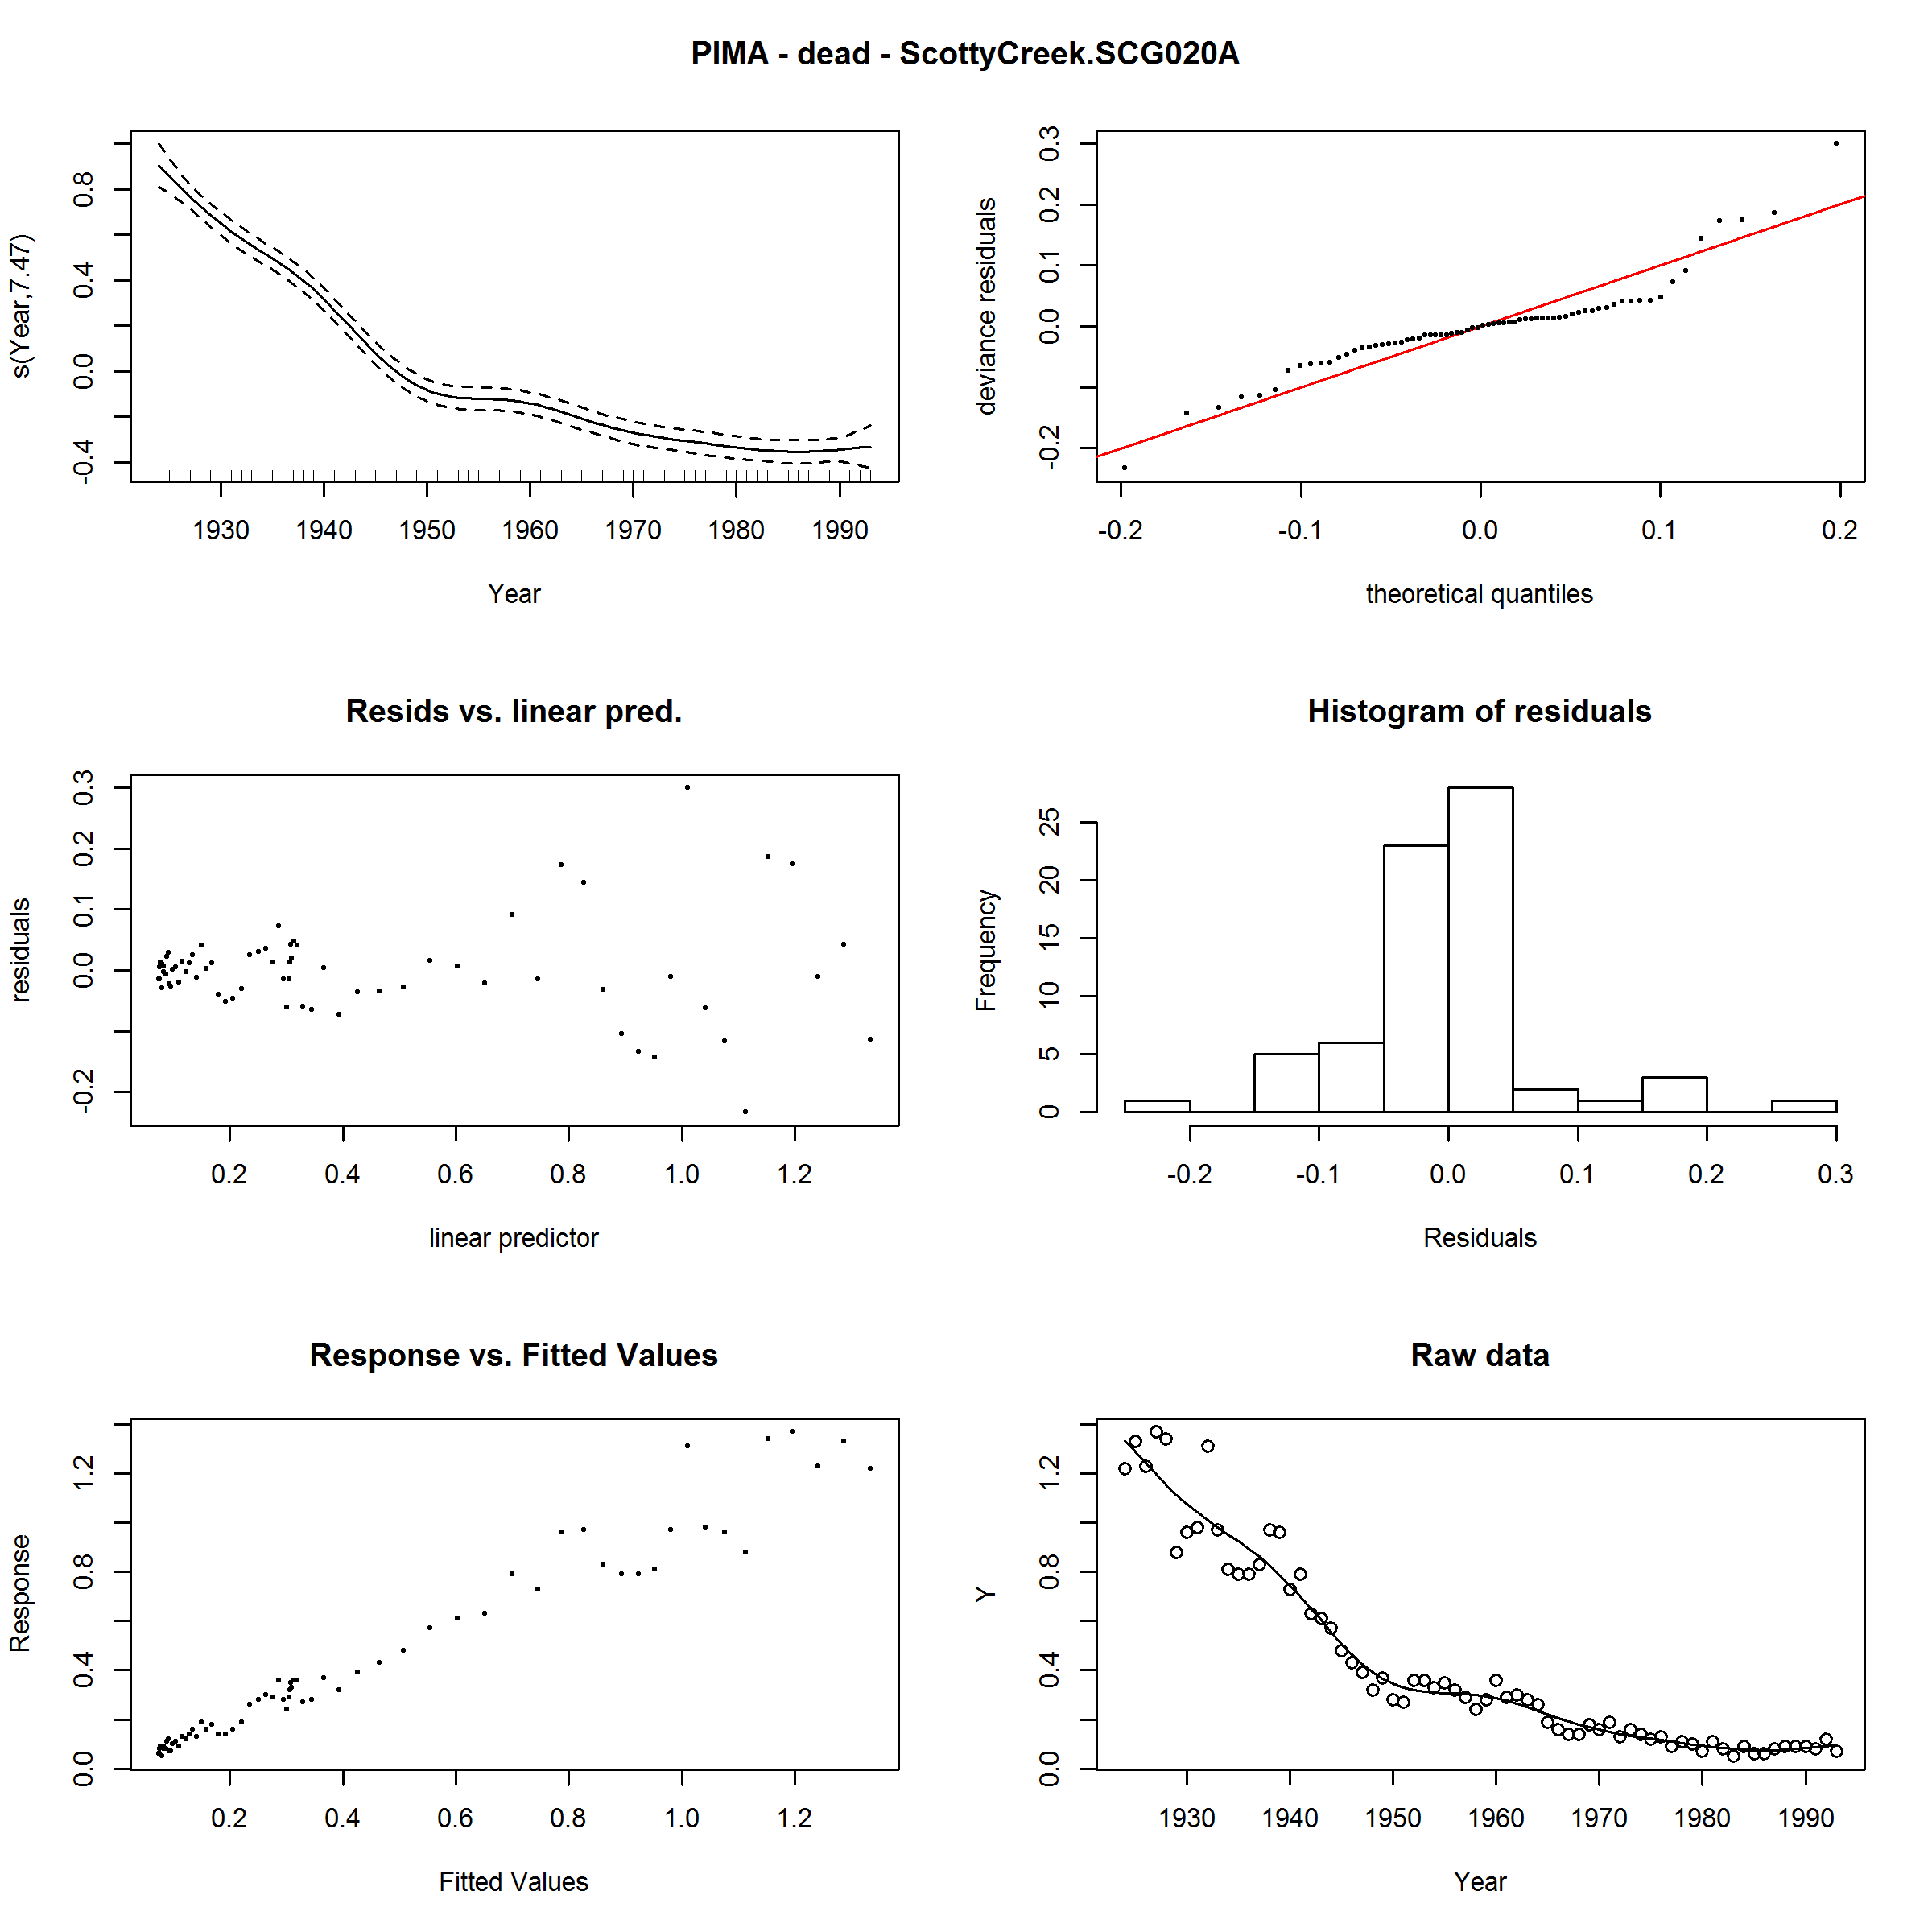 PIMA - dead - ScottyCreek.SCG020A
s(Year,7.47)
0.8
0.4
0.0
-0.4
1930 1940 1950 1960 1970 1980 1990
Year
deviance residuals
0.3
0.2
0.1
0.0
-0.2
-0.2 -0.1 0.0 0.1 0.2
theoretical quantiles
Resids vs. linear pred.
residuals
0.3
0.2
0.1
0.0
-0.2
0.2 0.4 0.6 0.8 1.0 1.2
linear predictor
Histogram of residuals
Frequency
25
20
15
10
5
0
-0.2 -0.1 0.0 0.1 0.2 0.3
Residuals
Response vs. Fitted Values
Response
1.2
0.8
0.4
0.0
0.2 0.4 0.6 0.8 1.0 1.2
Fitted Values
Raw data
Y
1.2
0.8
0.4
0.0
1930 1940 1950 1960 1970 1980 1990
Year